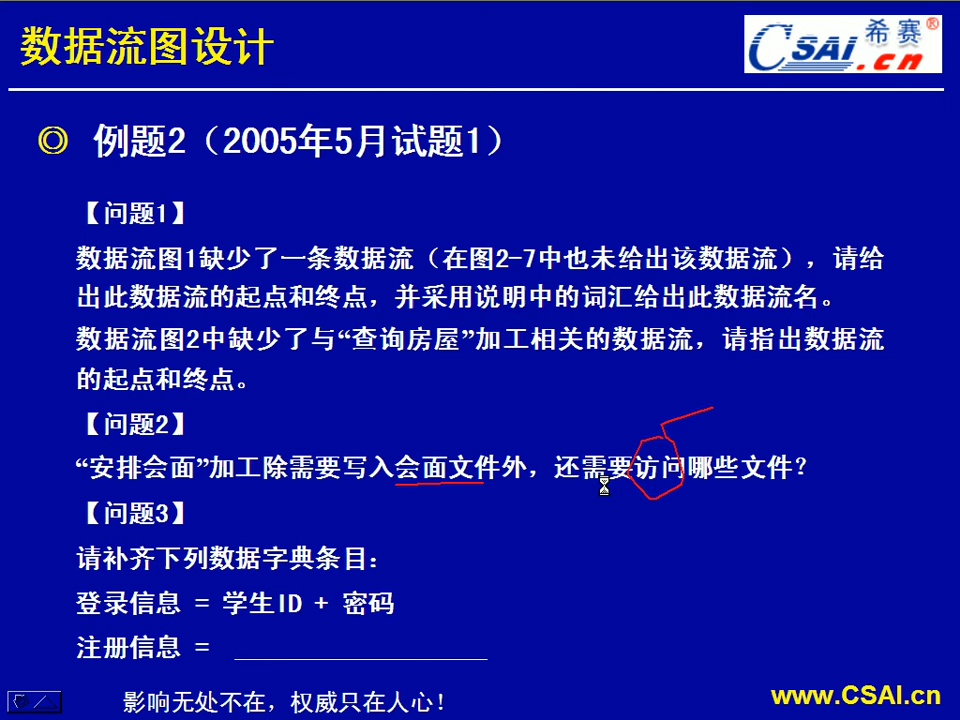 数据流图设计
CSAI.cn 希赛®
◎ 例题2（2005年5月试题1）
【问题1】
数据流图1缺少了一条数据流（在图2-7中也未给出该数据流），请给
出此数据流的起点和终点，并采用说明中的词汇给出此数据流名。
数据流图2中缺少了与“查询房屋”加工相关的数据流，请指出数据流
的起点和终点。
【问题2】
“安排会面”加工除需要写入会面文件外，还需要访问哪些文件？
【问题3】
请补齐下列数据字典条目：
登录信息 = 学生ID + 密码
注册信息 = ____________________
影响无处不在，权威只在人心！
www.CSAI.cn